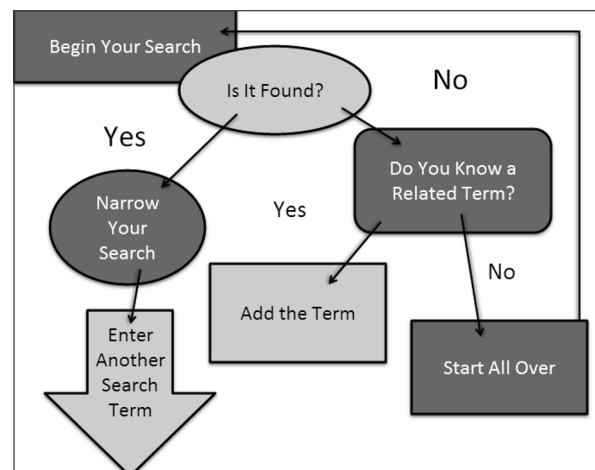 Begin Your Search
Is It Found?
No
Yes
Do You Know a
Related Term?
Narrow
Your
Search
Yes
No
Add the Term
Enter
Another
Search
Term
Start All Over